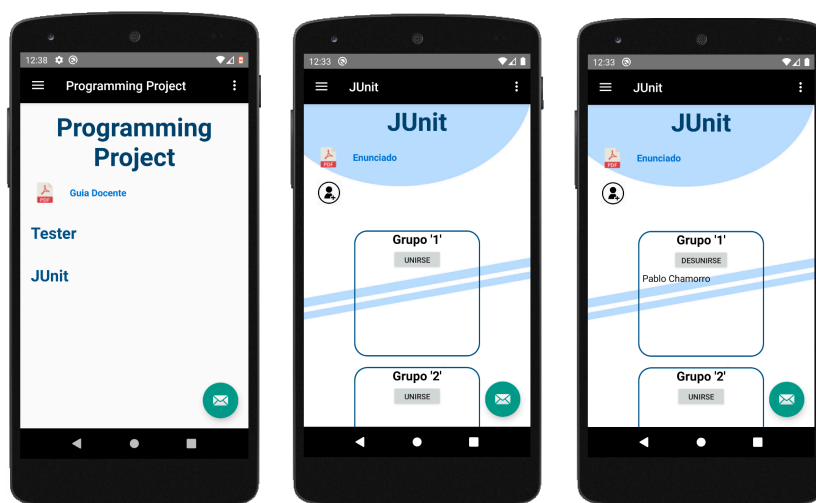 12:38
Programming Project
Programming
Project
PDF
Guia Docente
Tester
JUnit
12:33
JUnit
JUnit
PDF
Enunciado
Grupo '1'
UNIRSE
Grupo '2'
UNIRSE
12:33
JUnit
JUnit
PDF
Enunciado
Grupo '1'
DESUNIRSE
Pablo Chamorro
Grupo '2'
UNIRSE